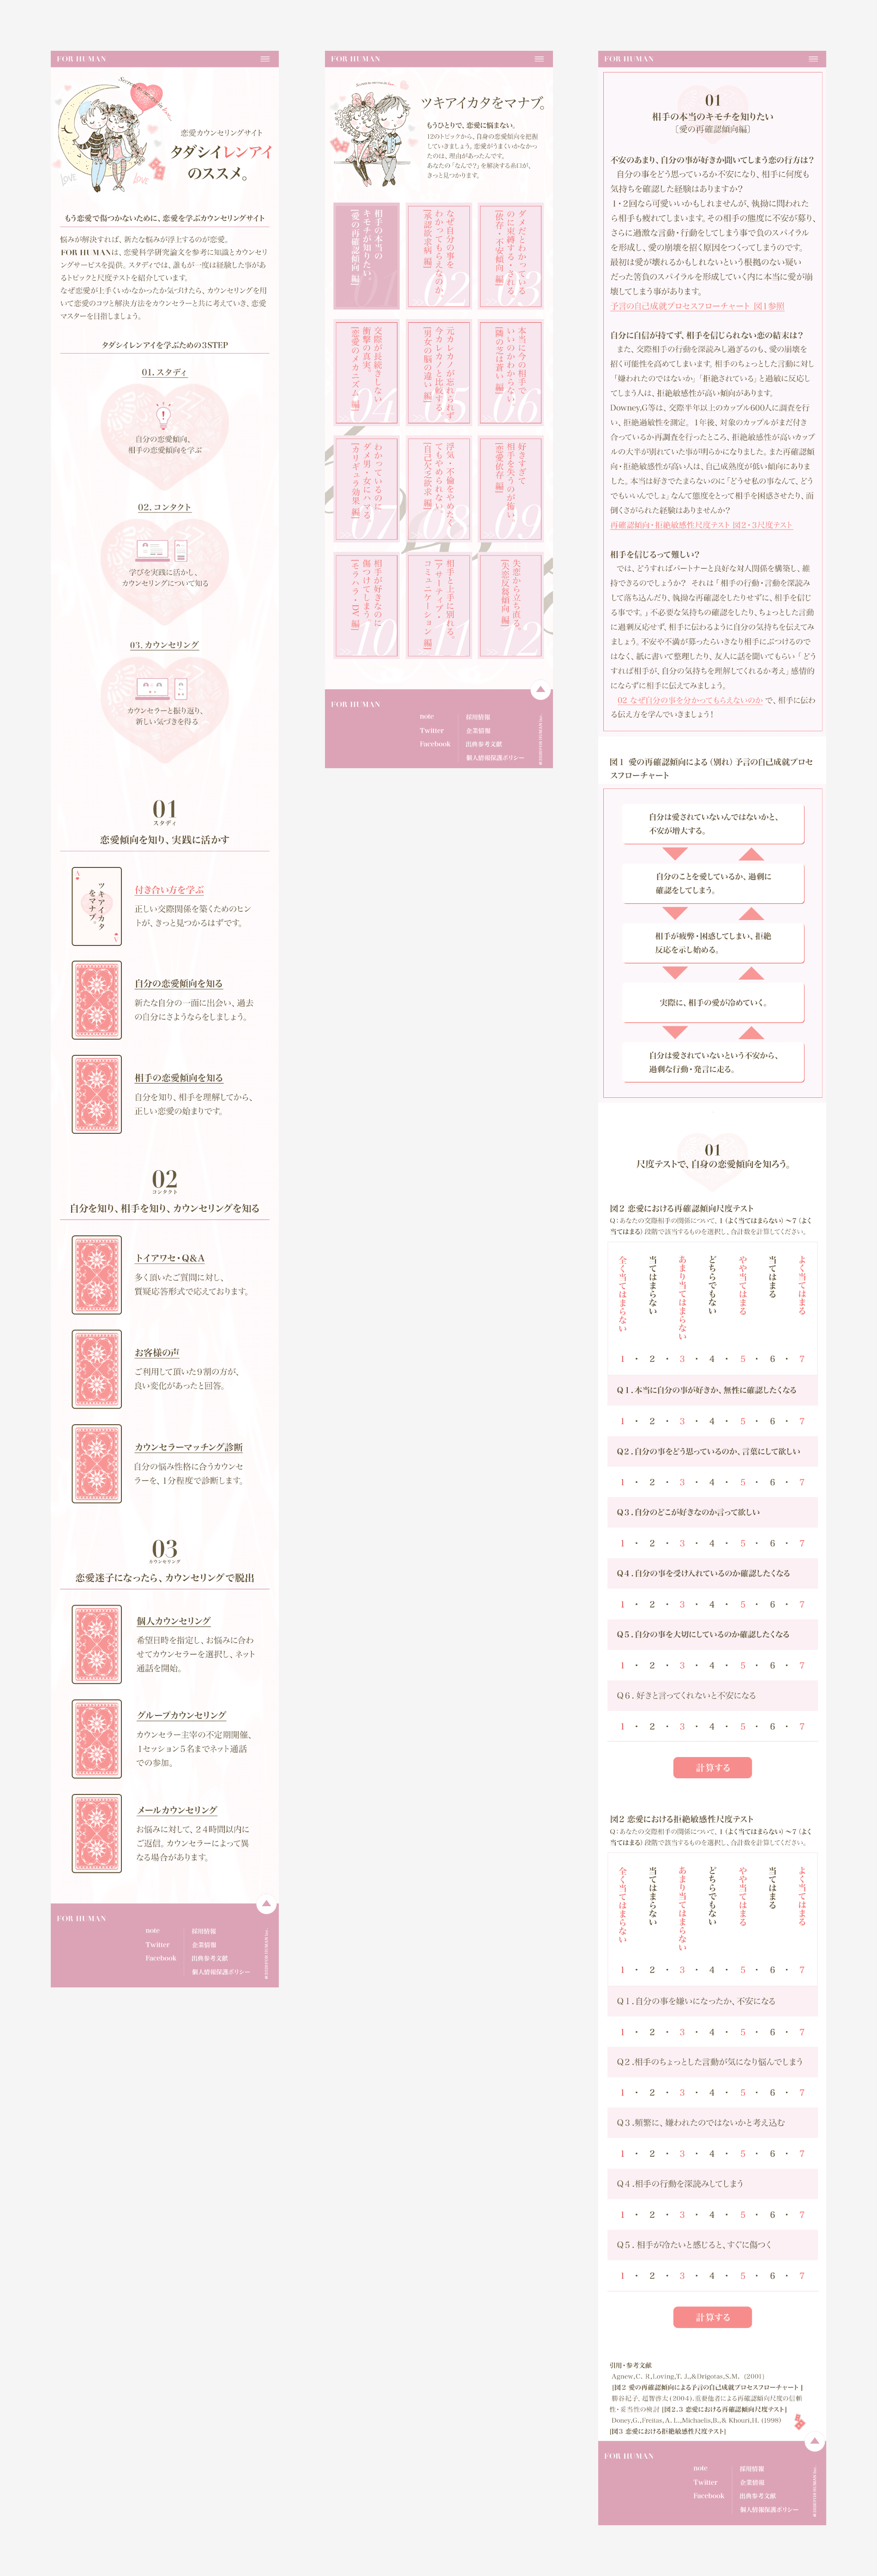 FOR HUMAN
Secret
love...
LOVE
LOVE
恋愛カウンセリングサイト
タダシイレンアイ
のススメ。
もう恋愛で傷つかないために、恋愛を学ぶカウンセリングサイト
悩みが解決すれば、新たな悩みが浮上するのが恋愛。
FOR HUMANは、恋愛科学研究論文を参考に知識とカウンセリ
ングサービスを提供。スタディでは、誰もが一度は経験した事があ
るトピックと尺度テストを紹介しています。
なぜ恋愛が上手くいかなかったか気づけたら、カウンセリングを用
いて恋愛のコツと解決方法をカウンセラーと共に考えていき、恋愛
マスターを目指しましょう。
タダシイレンアイを学ぶための3STEP
01. スタディ
自分の恋愛傾向、
相手の恋愛傾向を学ぶ
02. コンタクト
学びを実践に活かし、
カウンセリングについて知る
03. カウンセリング
カウンセラーと振り返り、
新しい気づきを得る
01
スタディ
恋愛傾向を知り、実践に活かす
A
ツキアイカタ
をマナブ。
A
付き合い方を学ぶ
正しい交際関係を築くためのヒン
トが、きっと見つかるはずです。
自分の恋愛傾向を知る
新たな自分の一面に出会い、過去
の自分にさようならをしましょう。
相手の恋愛傾向を知る
自分を知り、相手を理解してから、
正しい恋愛の始まりです。
02
コンタクト
自分を知り、相手を知り、カウンセリングを知る
トイアワセ・Q&A
多く頂いたご質問に対し、
質疑応答形式で応えております。
お客様の声
ご利用して頂いた9割の方が、
良い変化があったと回答。
カウンセラーマッチング診断
自分の悩み性格に合うカウンセ
ラーを、1分程度で診断します。
03
カウンセリング
恋愛迷子になったら、カウンセリングで脱出
個人カウンセリング
希望日時を指定し、お悩みに合わ
せてカウンセラーを選択し、ネット
通話を開始。
グループカウンセリング
カウンセラー主宰の不定期開催、
1セッション5名までネット通話
での参加。
メールカウンセリング
お悩みに対して、24時間以内に
ご返信。カウンセラーによって異
なる場合があります。
FOR HUMAN
note
Twitter
Facebook
採用情報
企業情報
出典参考文献
個人情報保護ポリシー
FOR HUMAN
ツキアイカタをマナブ。
もうひとりで、恋愛に悩まない。
12のトピックから、自身の恋愛傾向を把握
していきましょう。恋愛がうまくいかなかっ
たのは、理由があったんです。
あなたの「なんで?」を解決する糸口が、
きっと見つかります。
相手の本当の
キモチが知りたい。
[愛の再確認傾向 編]
01
なぜ自分の事を
わかってもらえないのか
[承認欲求病 編]
02
ダメだとわかっている
のに束縛する・される
[依存・不安傾向 編]
03
交際が長続きしない
衝撃の真実。
[恋愛のメカニズム 編]
04
元カレカノが忘れられず
今カレカノと比較する
[男女の脳の違い 編]
05
本当に今の相手で
いいのかわからない
[隣の芝は青い 編]
06
わかっているのに
ダメ男・女にハマる
[カリギュラ効果 編]
07
浮気・不倫をやめたく
てもやめられない。
[自己欠乏欲求 編]
08
好きすぎて
相手を失うのが怖い。
[恋愛依存 編]
09
相手が好きなのに
傷つけてしまう
[モラハラ・DV 編]
10
相手と上手に別れる。
[アサーティブ・
コミュニケーション 編]
11
失恋から立ち直る。
[失恋反芻傾向 編]
12
FOR HUMAN
note
Twitter
Facebook
採用情報
企業情報
出典参考文献
個人情報保護ポリシー
FOR HUMAN
01
相手の本当のキモチを知りたい
〔愛の再確認傾向編〕
不安のあまり、自分の事が好きか聞いてしまう恋の行方は?
自分の事をどう思っているか不安になり、相手に何度も
気持ちを確認した経験はありますか?
1・2回なら可愛いいかもしれませんが、執拗に問われた
ら相手も疲れてしまいます。その相手の態度に不安が募り、
さらに過激な言動・行動をしてしまう事で負のスパイラル
を形成し、愛の崩壊を招く原因をつくってしまうのです。
最初は愛が壊れるかもしれないという根拠のない疑い
だった筈負のスパイラルを形成していく内に本当に愛が崩
壊してしまう事があります。
予言の自己成就プロセスフローチャート 図1参照
自分に自信が持てず、相手を信じられない恋の結末は?
また、交際相手の行動を深読みし過ぎるのも、愛の崩壊を
招く可能性を高めてしまいます。相手のちょっとした言動に対し
「嫌われたのではないか」「拒絶されている」と過敏に反応し
てしまう人は、拒絶敏感性が高い傾向があります。
Downey,G等は、交際半年以上のカップル600人に調査を行
い、拒絶過敏性を測定。1年後、対象のカップルがまだ付き
合っているか再調査を行ったところ、拒絶敏感性が高いカップ
ルの大半が別れていた事が明らかになりました。また再確認傾
向・拒絶敏感性が高い人は、自己成熟度が低い傾向にありま
した。本当は好きでたまらないのに「どうせ私の事なんて、どう
でもいいんでしょ」なんて態度をとって相手を困惑させたり、面
倒くさがられた経験はありませんか?
再確認傾向・拒絶敏感性尺度テスト 図2・3尺度テスト
相手を信じるって難しい?
では、どうすればパートナーと良好な対人関係を構築し、維
持できるのでしょうか? それは「相手の行動・言動を深読み
して落ち込んだり、執拗な再確認をしたりせずに、相手を信じ
る事です。」不必要な気持ちの確認をしたり、ちょっとした言動
に過剰反応せず、相手に伝わるように自分の気持ちを伝えてみ
ましょう。不安や不満が募ったらいきなり相手にぶつけるので
はなく、紙に書いて整理したり、友人に話を聞いてもらい「どう
すれば相手が、自分の気持ちを理解してくれるか考え」感情的
にならずに相手に伝えてみましょう。
02 なぜ自分の事を分かってもらえないのか で、相手に伝わ
る伝え方を学んでいきましょう!
図1 愛の再確認傾向による(別れ)予言の自己成就プロセ
スフローチャート
自分は愛されていないんではないかと、
不安が増大する。
自分のことを愛しているか、過剰に
確認をしてしまう。
相手が疲弊・困惑してしまい、拒絶
反応を示し始める。
実際に、相手の愛が冷めていく。
自分は愛されていないという不安から、
過剰な行動・発言に走る。
01
尺度テストで、自身の恋愛傾向を知ろう。
図2 恋愛における再確認傾向尺度テスト
Q:あなたの交際相手の関係について、1(よく当てはまらない)~7(よく
当てはまる)段階で該当するものを選択し、合計数を計算してください。
全く当てはまらない
当てはまらない
あまり当てはまらない
どちらでもない
やや当てはまる
当てはまる
よく当てはまる
1 ・ 2 ・ 3 ・ 4 ・ 5 ・ 6 ・ 7
Q1.本当に自分の事が好きか、無性に確認したくなる
1 ・ 2 ・ 3 ・ 4 ・ 5 ・ 6 ・ 7
Q2.自分の事をどう思っているのか、言葉にして欲しい
1 ・ 2 ・ 3 ・ 4 ・ 5 ・ 6 ・ 7
Q3.自分のどこが好きなのか言って欲しい
1 ・ 2 ・ 3 ・ 4 ・ 5 ・ 6 ・ 7
Q4.自分の事を受け入れているのか確認したくなる
1 ・ 2 ・ 3 ・ 4 ・ 5 ・ 6 ・ 7
Q5.自分の事を大切にしているのか確認したくなる
1 ・ 2 ・ 3 ・ 4 ・ 5 ・ 6 ・ 7
Q6. 好きと言ってくれないと不安になる
1 ・ 2 ・ 3 ・ 4 ・ 5 ・ 6 ・ 7
計算する
図2 恋愛における拒絶敏感性尺度テスト
Q:あなたの交際相手の関係について、1(よく当てはまらない)~7(よく
当てはまる)段階で該当するものを選択し、合計数を計算してください。
全く当てはまらない
当てはまらない
あまり当てはまらない
どちらでもない
やや当てはまる
当てはまる
よく当てはまる
1 ・ 2 ・ 3 ・ 4 ・ 5 ・ 6 ・ 7
Q1.自分の事を嫌いになったか、不安になる
1 ・ 2 ・ 3 ・ 4 ・ 5 ・ 6 ・ 7
Q2.相手のちょっとした言動が気になり悩んでしまう
1 ・ 2 ・ 3 ・ 4 ・ 5 ・ 6 ・ 7
Q3.頻繁に、嫌われたのではないかと考え込む
1 ・ 2 ・ 3 ・ 4 ・ 5 ・ 6 ・ 7
Q4.相手の行動を深読みしてしまう
1 ・ 2 ・ 3 ・ 4 ・ 5 ・ 6 ・ 7
Q5. 相手が冷たいと感じると、すぐに傷つく
1 ・ 2 ・ 3 ・ 4 ・ 5 ・ 6 ・ 7
計算する
引用・参考文献
Agnew,C. R,Loving,T. J.,&Drigotas,S.M. (2001)
[図2 愛の再確認傾向による予言の自己成就プロセスフローチャート ]
勝谷紀子, 超智啓太(2004).重要他者による再確認傾向尺度の信頼
性・妥当性の検討 [図2.3 恋愛における再確認傾向尺度テスト]
Doney,G.,Freitas,A. L.,Michaelis,B.,& Khouri,H. (1998)
[図3 恋愛における拒絶敏感性尺度テスト]
FOR HUMAN
note
Twitter
Facebook
採用情報
企業情報
出典参考文献
個人情報保護ポリシー